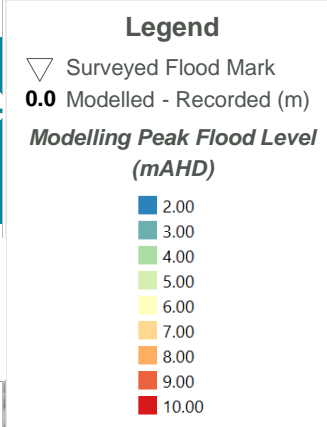 Legend
Surveyed Flood Mark
0.0 Modelled - Recorded (m)
Modelling Peak Flood Level
(mAHD)
2.00
3.00
4.00
5.00
6.00
7.00
8.00
9.00
10.00